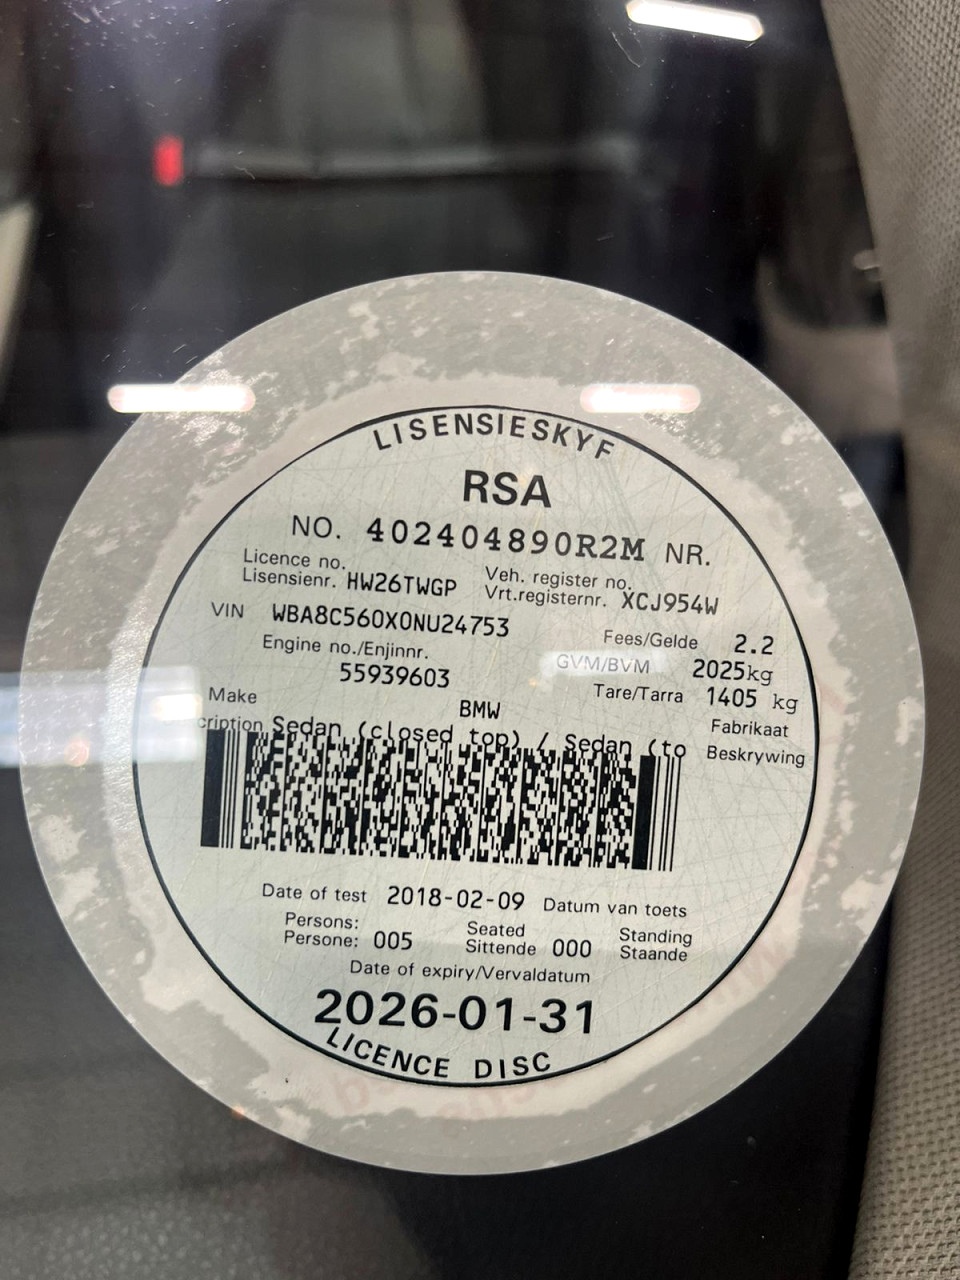 LISENSIESKYF
RSA
NO. 402404890R2M NR.
Licence no.
Lisensienr. HW26TWGP
Veh. register no.
Vrt.registernr. XCJ954W
VIN WBA8C560X0NU24753
Fees/Gelde 2.2
Engine no./Enjinnr.
55939603
GVM/BVM 2025kg
Tare/Tarra 1405 kg
Make BMW Fabrikaat
cription Sedan (closed top) / Sedan (to Beskrywing
Date of test 2018-02-09 Datum van toets
Persons: Seated Standing
Persone: 005 Sittende 000 Staande
Date of expiry/Vervaldatum
2026-01-31
LICENCE DISC